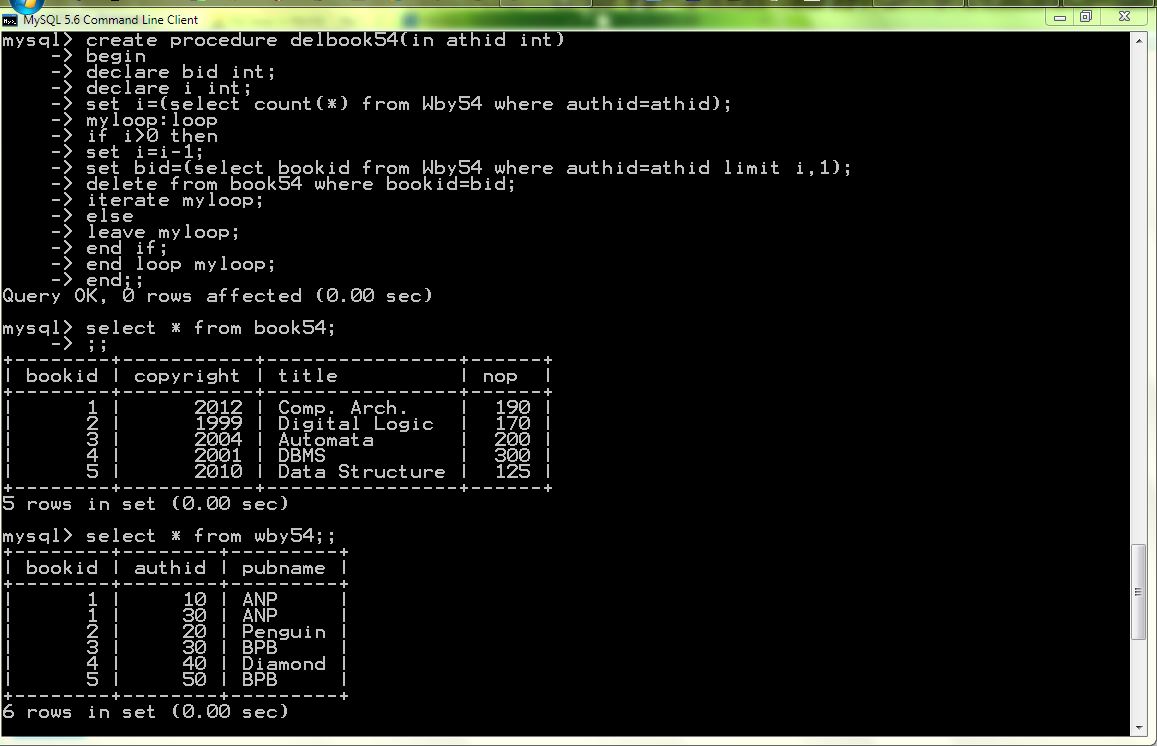 MySQL 5.6 Command Line Client
mysql> create procedure delbook54(in athid int)
    -> begin
    -> declare bid int;
    -> declare i int;
    -> set i=(select count(*) from Wby54 where authid=athid);
    -> myloop:loop
    -> if i>0 then
    -> set i=i-1;
    -> set bid=(select bookid from Wby54 where authid=athid limit i,1);
    -> delete from book54 where bookid=bid;
    -> iterate myloop;
    -> else
    -> leave myloop;
    -> end if;
    -> end loop myloop;
    -> end;;
Query OK, 0 rows affected (0.00 sec)
mysql> select * from book54;
    -> ;;
+--------+-----------+----------------+------+
| bookid | copyright | title          | nop  |
+--------+-----------+----------------+------+
|      1 |      2012 | Comp. Arch.    |  190 |
|      2 |      1999 | Digital Logic  |  170 |
|      3 |      2004 | Automata       |  200 |
|      4 |      2001 | DBMS           |  300 |
|      5 |      2010 | Data Structure |  125 |
+--------+-----------+----------------+------+
5 rows in set (0.00 sec)
mysql> select * from wby54;;
+--------+--------+---------+
| bookid | authid | pubname |
+--------+--------+---------+
|      1 |     10 | ANP     |
|      1 |     30 | ANP     |
|      2 |     20 | Penguin |
|      3 |     30 | BPB     |
|      4 |     40 | Diamond |
|      5 |     50 | BPB     |
+--------+--------+---------+
6 rows in set (0.00 sec)